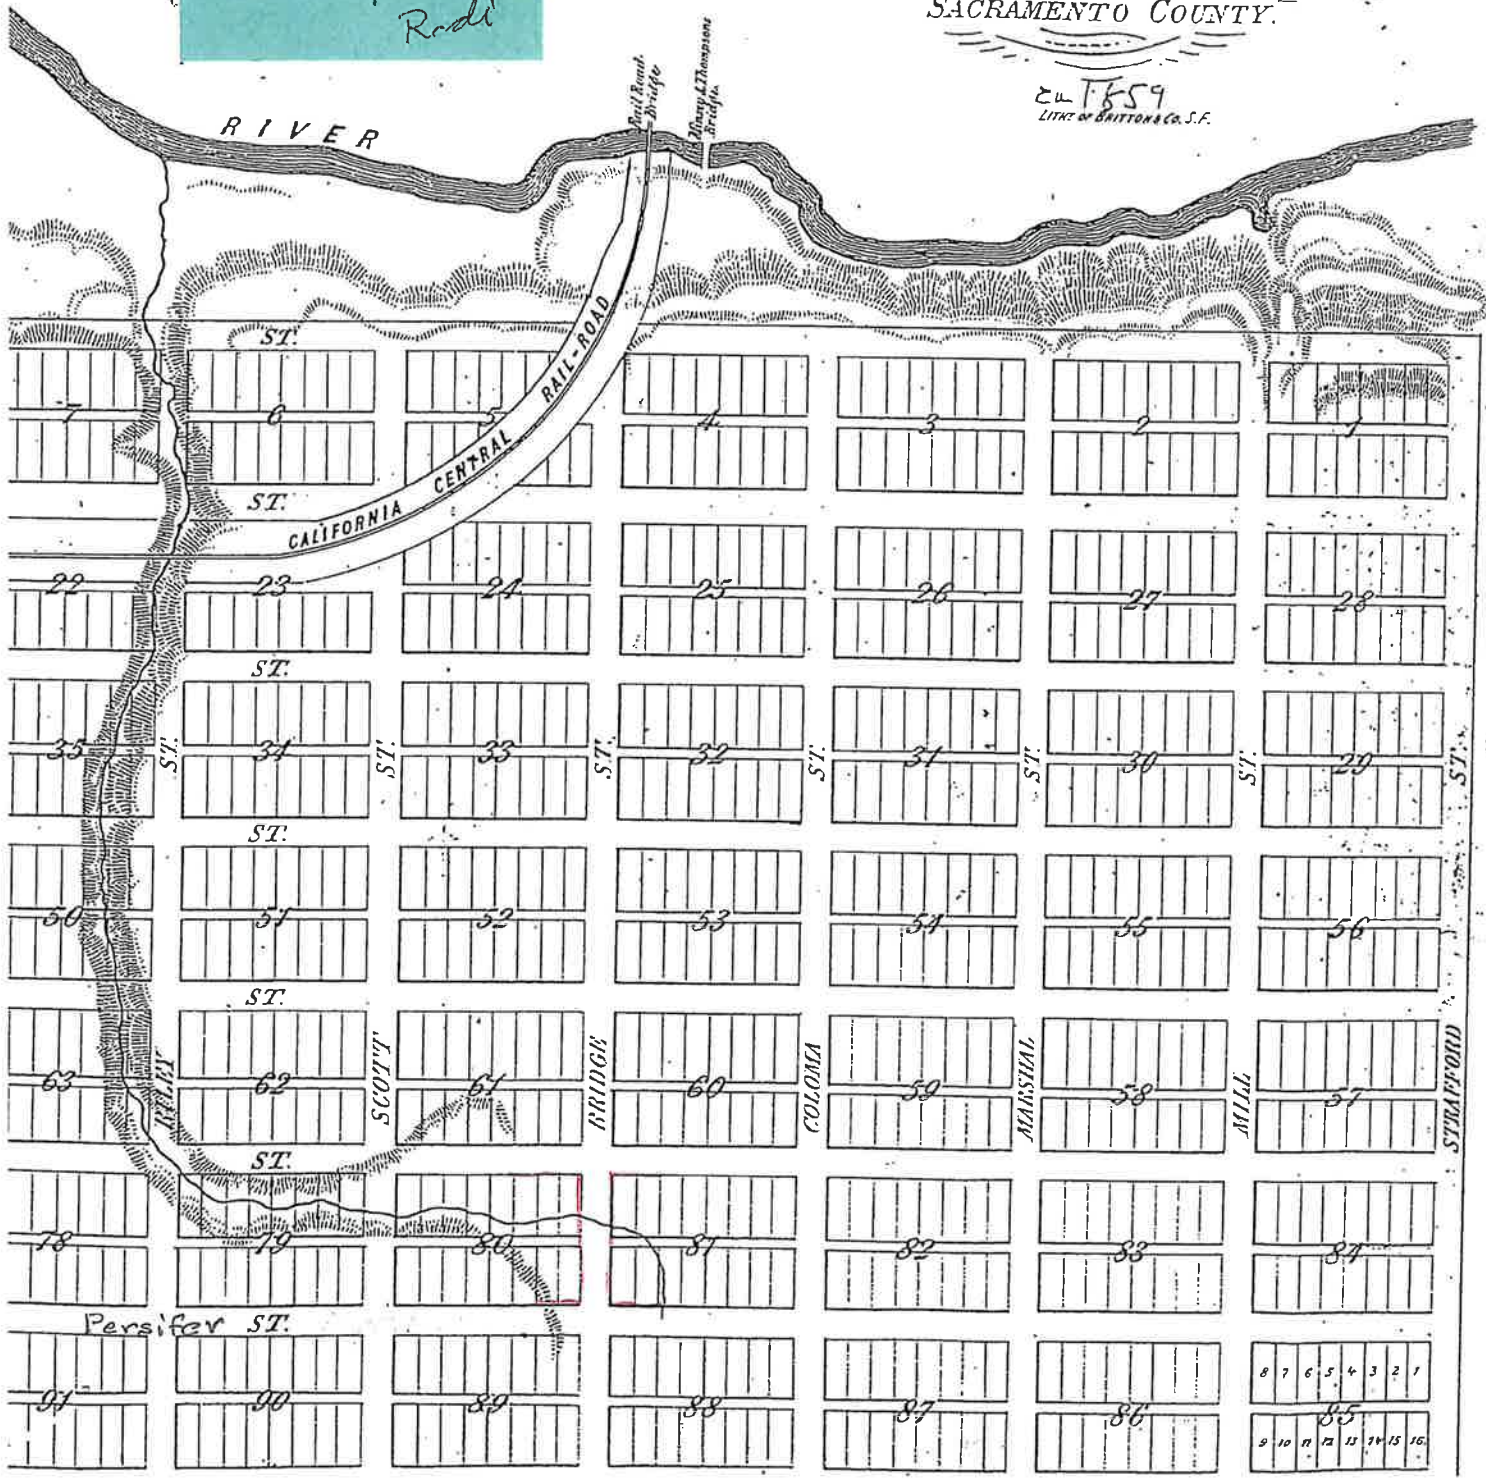 Rodi
SACRAMENTO COUNTY.
1859
LITH: OF BRITTON & CO. S.F.
RIVER
Rail Road.
Bridge
Thompsons
Bridge.
ST.
7 6 5 4 3 2 1
CALIFORNIA CENTRAL RAIL-ROAD
ST.
22 23 24 25 26 27 28
ST.
35 34 33 32 31 30 29
ST. ST. ST. ST. ST. ST. ST.
ST.
50 51 52 53 54 55 56
ST.
63 62 61 60 59 58 57
SCOTT BRIDGE COLOMA MARSHAL MILL STRAFFORD
ST.
78 79 80 81 82 83 84
Persifer ST.
91 90 89 88 87 86 85
8 7 6 5 4 3 2 1
9 10 11 12 13 14 15 16